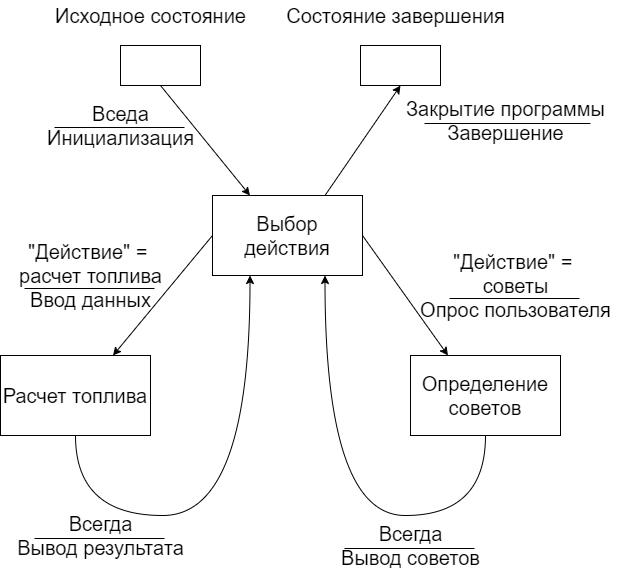 Исходное состояние
Состояние завершения
Вседа
Инициализация
Закрытие программы
Завершение
Выбор
действия
"Действие" =
расчет топлива
Ввод данных
"Действие" =
советы
Опрос пользователя
Расчет топлива
Определение
советов
Всегда
Вывод результата
Всегда
Вывод советов